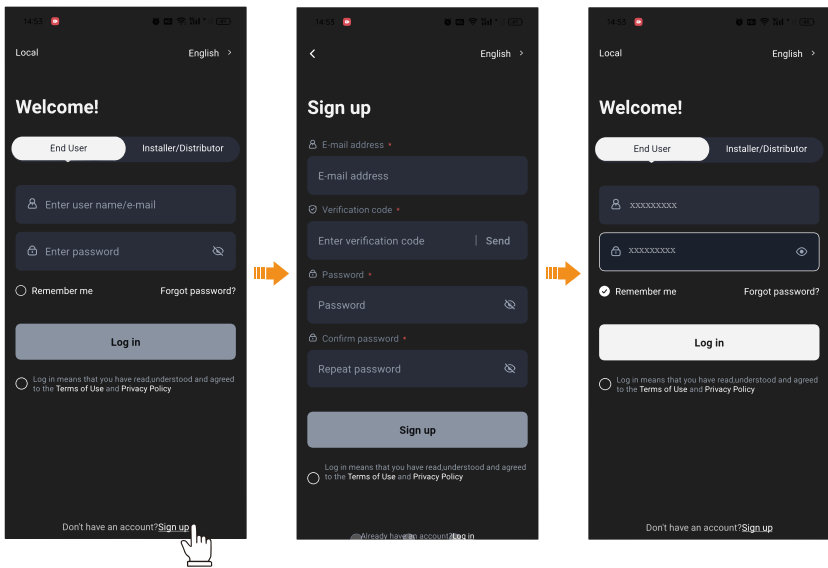 14:53
Local
English >
Welcome!
End User
Installer/Distributor
Enter user name/e-mail
Enter password
Remember me
Forgot password?
Log in
Log in means that you have read,understood and agreed
to the Terms of Use and Privacy Policy
Don't have an account?Sign up
14:53
English >
Sign up
E-mail address *
E-mail address
Verification code *
Enter verification code | Send
Password *
Password
Confirm password *
Repeat password
Sign up
Log in means that you have read,understood and agreed
to the Terms of Use and Privacy Policy
Already have an account?Log in
14:53
Local
English >
Welcome!
End User
Installer/Distributor
xxxxxxxxx
xxxxxxxxx
Remember me
Forgot password?
Log in
Log in means that you have read,understood and agreed
to the Terms of Use and Privacy Policy
Don't have an account?Sign up